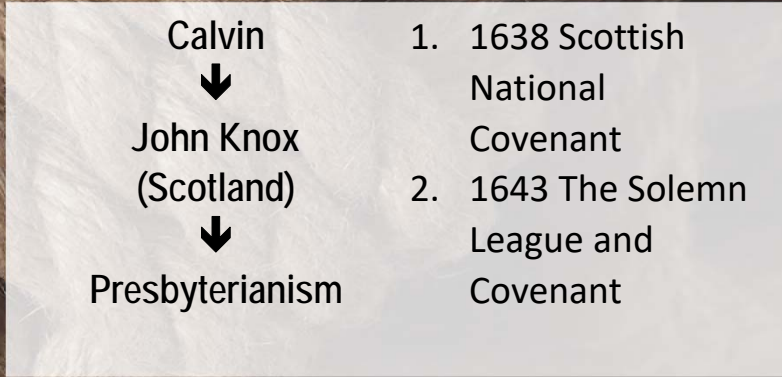 Calvin
↓
John Knox
(Scotland)
↓
Presbyterianism
1. 1638 Scottish
National
Covenant
2. 1643 The Solemn
League and
Covenant